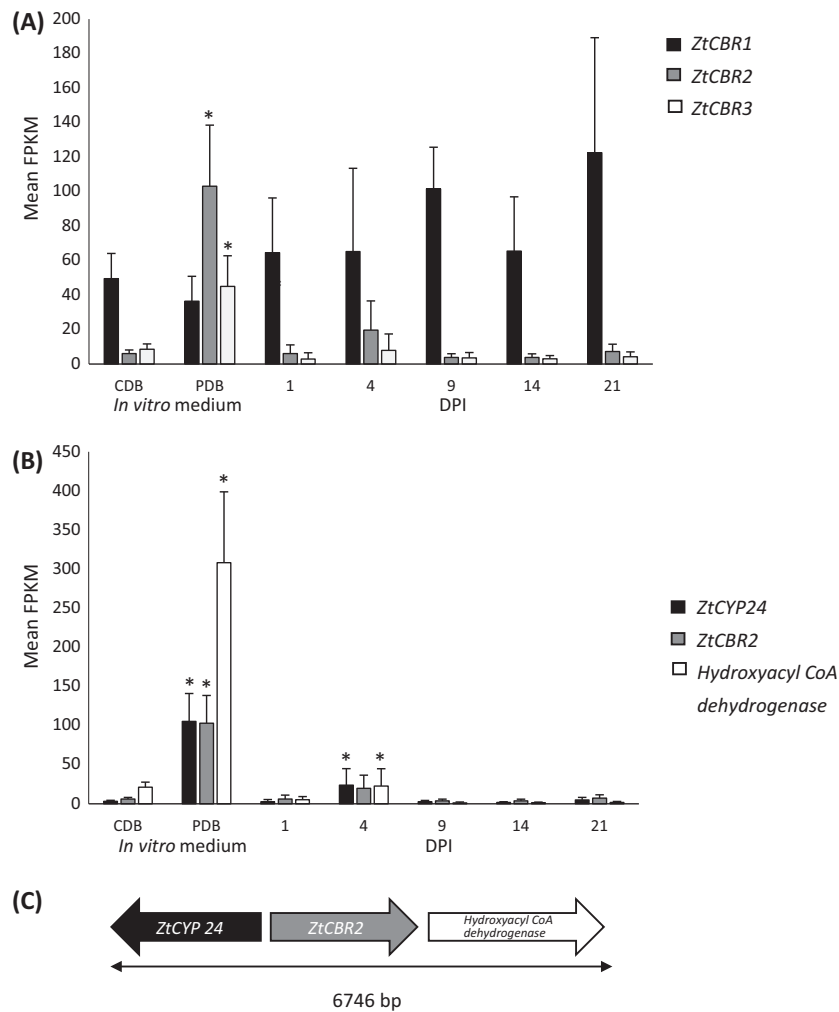 (A)
200
180
160
140
120
100
80
60
40
20
0
Mean FPKM
ZtCBR1
ZtCBR2
ZtCBR3
*
*
CDB PDB 1 4 9 14 21
In vitro medium DPI
(B)
450
400
350
300
250
200
150
100
50
0
Mean FPKM
ZtCYP24
ZtCBR2
Hydroxyacyl CoA
dehydrogenase
*
* *
* *
CDB PDB 1 4 9 14 21
In vitro medium DPI
(C)
ZtCYP 24 ZtCBR2 Hydroxyacyl CoA
dehydrogenase
6746 bp